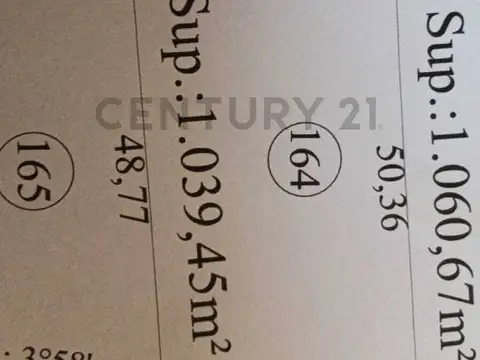 Sup.:1.060,67m²
50,36
164
Sup.:1.039,45m²
48,77
165
CENTURY 21